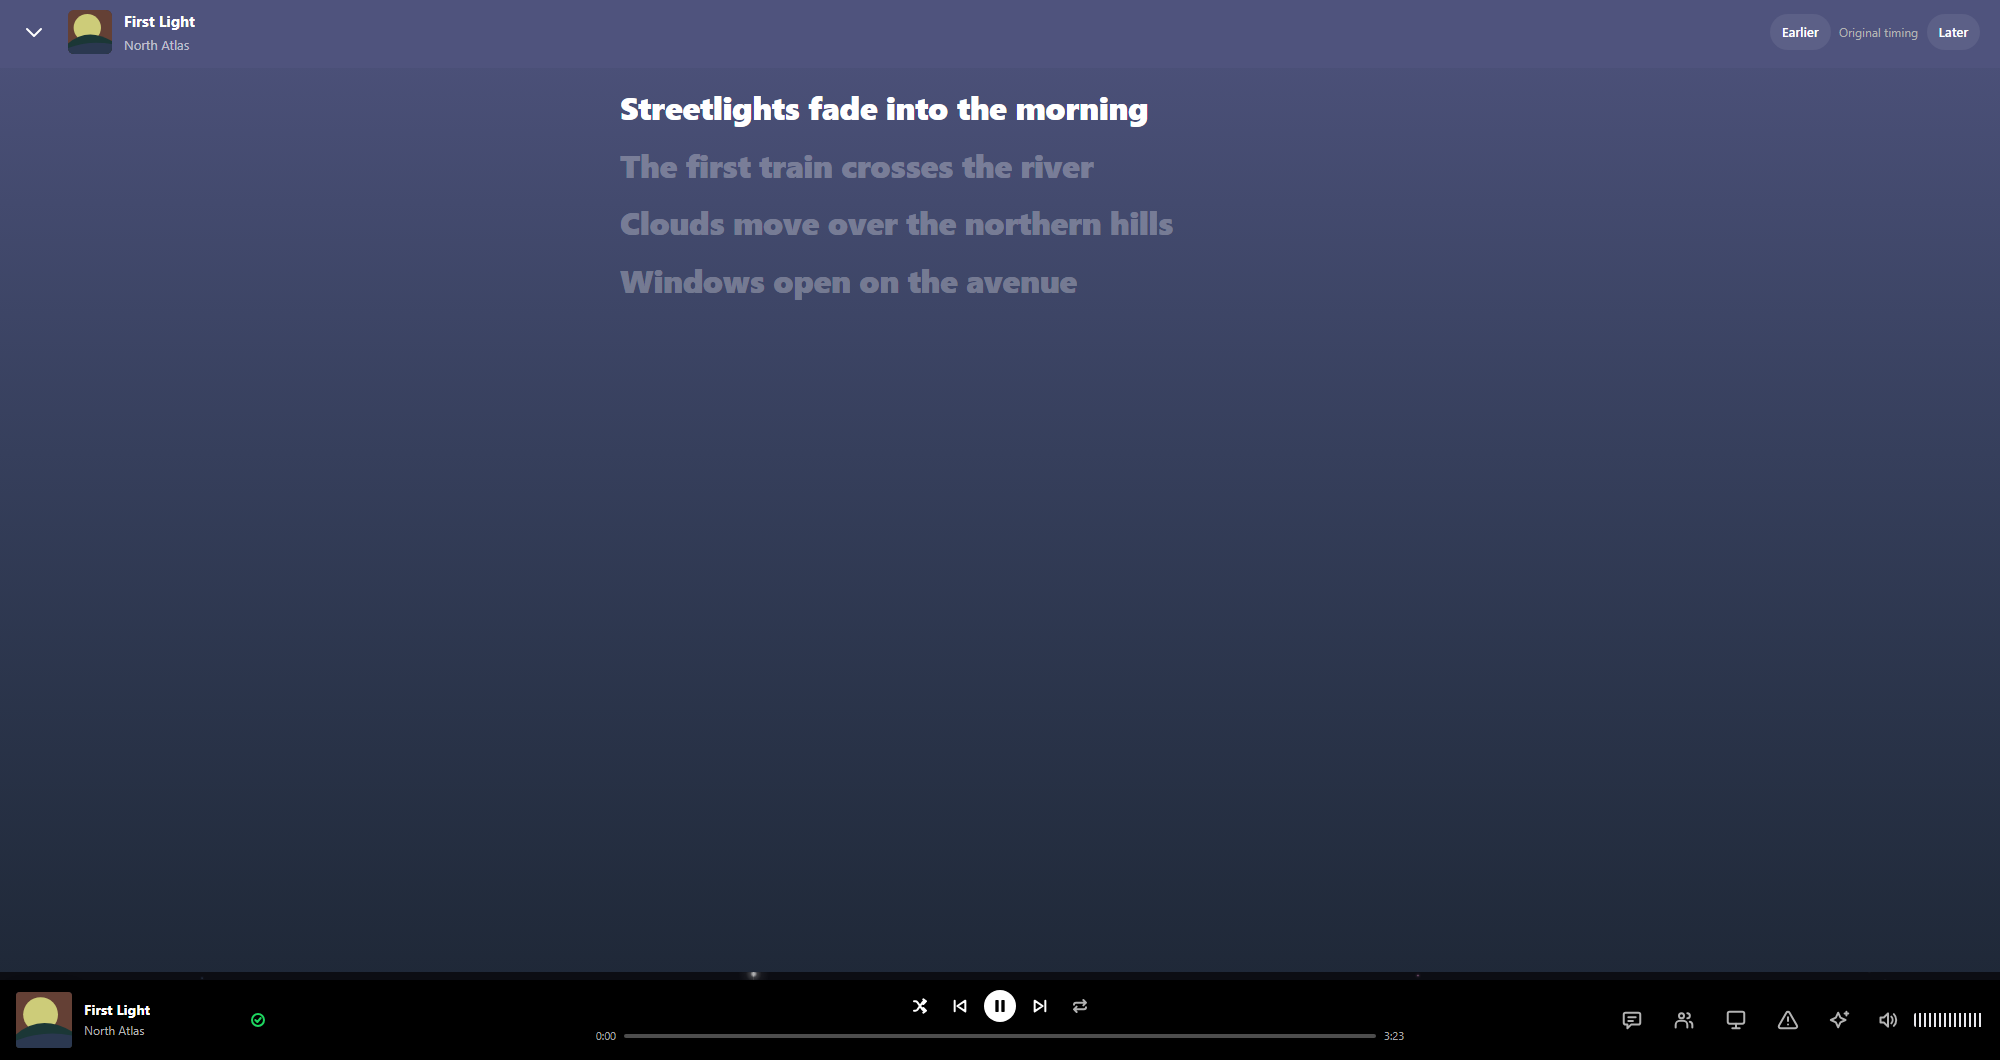 First Light
North Atlas
Earlier
Original timing
Later
Streetlights fade into the morning
The first train crosses the river
Clouds move over the northern hills
Windows open on the avenue
First Light
North Atlas
0:00
3:23